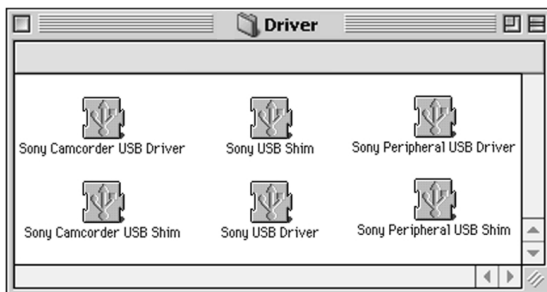 Driver
Sony Camcorder USB Driver
Sony USB Shim
Sony Peripheral USB Driver
Sony Camcorder USB Shim
Sony USB Driver
Sony Peripheral USB Shim